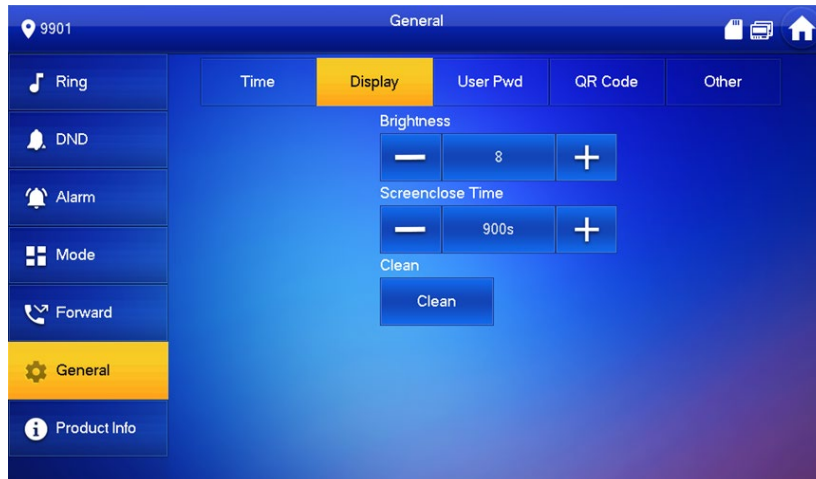 9901
General
Ring
DND
Alarm
Mode
Forward
General
Product Info
Time Display User Pwd QR Code Other
Brightness
8
Screenclose Time
900s
Clean
Clean